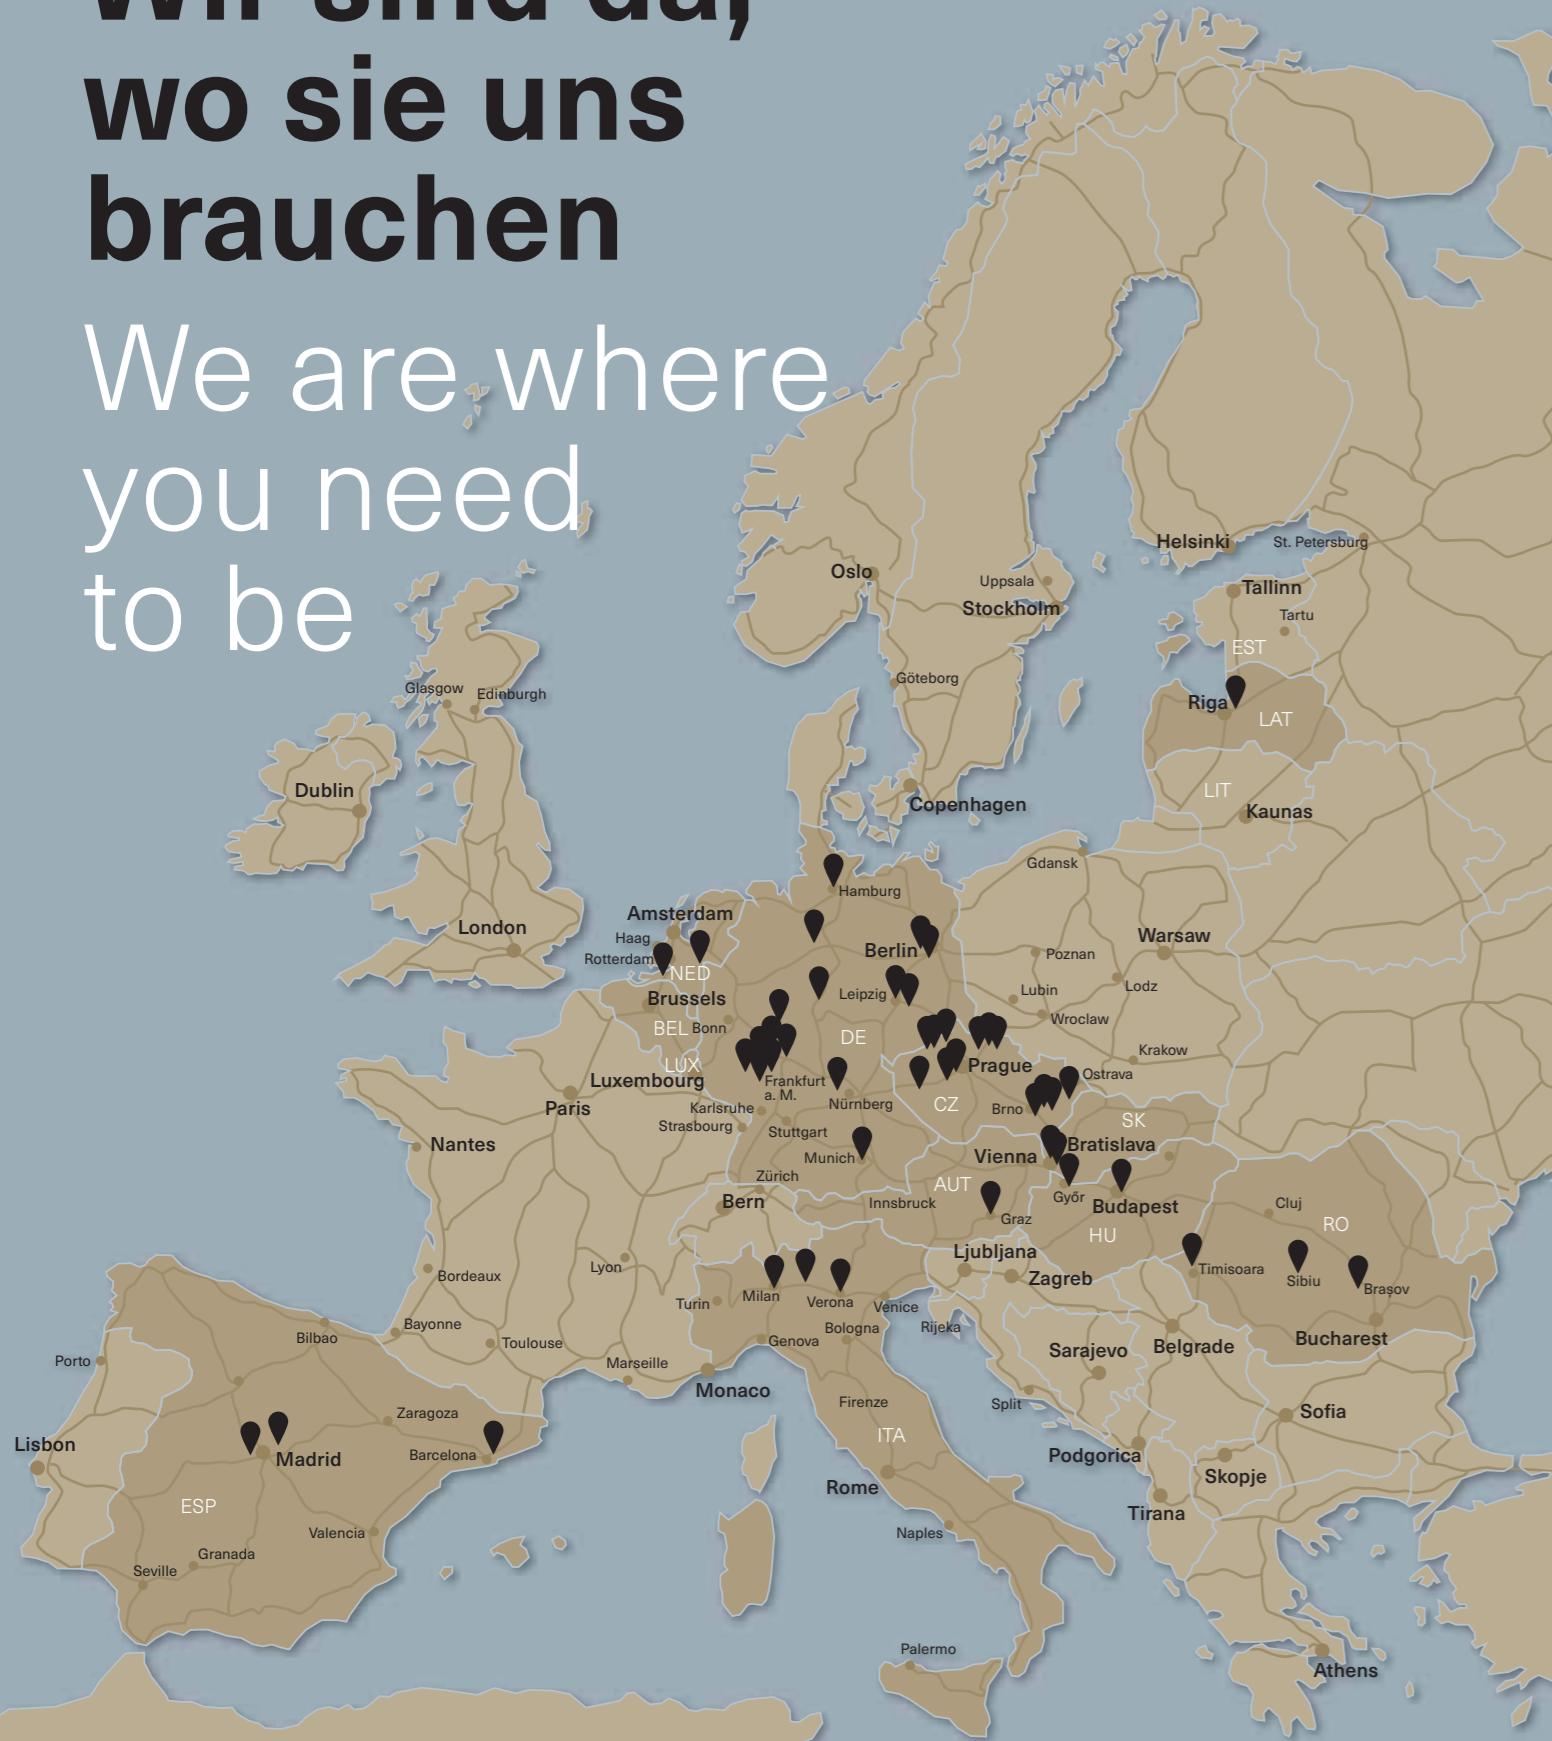 Wir sind da,
wo sie uns
brauchen
We are where
you need
to be
Helsinki
St. Petersburg
Oslo
Uppsala
Stockholm
Tallinn
Tartu
EST
Göteborg
Glasgow
Edinburgh
Riga
LAT
Dublin
LIT
Copenhagen
Kaunas
Gdansk
Hamburg
Amsterdam
London
Haag
Berlin
Warsaw
Rotterdam
Poznan
NED
Leipzig
Lubin
Lodz
Brussels
BEL
Bonn
DE
Wroclaw
Krakow
LUX
Prague
Ostrava
Luxembourg
Frankfurt
a. M.
Paris
Karlsruhe
Nürnberg
CZ
Brno
SK
Strasbourg
Stuttgart
Nantes
Munich
Vienna
Bratislava
Zürich
AUT
Győr
Bern
Innsbruck
Graz
Budapest
Cluj
RO
HU
Ljubljana
Lyon
Bordeaux
Zagreb
Timisoara
Sibiu
Brașov
Turin
Milan
Verona
Venice
Bayonne
Bilbao
Toulouse
Genova
Bologna
Rijeka
Bucharest
Porto
Marseille
Sarajevo
Belgrade
Monaco
Firenze
Split
Zaragoza
Sofia
Lisbon
Madrid
Barcelona
ITA
Podgorica
Skopje
Rome
ESP
Tirana
Valencia
Naples
Granada
Seville
Palermo
Athens